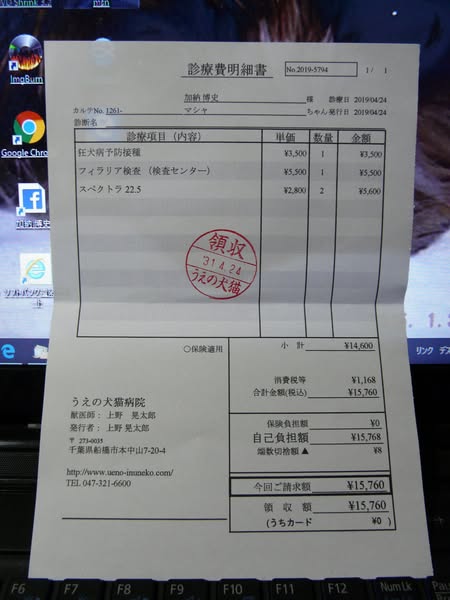 ImgBurn
Google Chro
診療費明細書
No.2019-5794
1 / 1
加納 博史 様 診療日 2019/04/24
カルテNo. 1261- マシャ ちゃん 発行日 2019/04/24
診断名
診療項目（内容） 単価 数量 金額
狂犬病予防接種 ¥3,500 1 ¥3,500
フィラリア検査（検査センター） ¥5,500 1 ¥5,500
スペクトラ 22.5 ¥2,800 2 ¥5,600
領収
'31.4.24
うえの犬猫
○保険適用
小計 ¥14,600
消費税等 ¥1,168
合計金額(税込) ¥15,760
保険負担額 ¥0
自己負担額 ¥15,768
端数切捨額 ▲ ¥8
今回ご請求額 ¥15,760
領収額 ¥15,760
(うちカード ¥0 )
うえの犬猫病院
獣医師： 上野 晃太郎
発行者： 上野 晃太郎
〒 273-0035
千葉県船橋市本中山7-20-4
http://www.ueno-inuneko.com/
TEL 047-321-6600
リンク デス
F6 F7 F8 F9 F10 F11 F12 NumLk